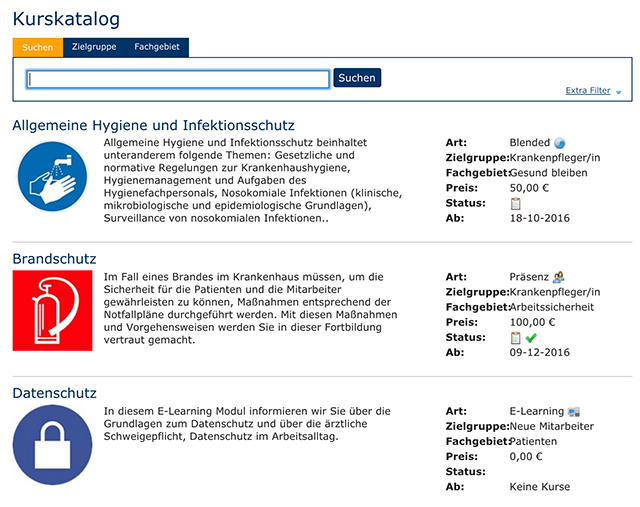 Kurskatalog
Suchen Zielgruppe Fachgebiet
Suchen
Extra Filter
Allgemeine Hygiene und Infektionsschutz
Allgemeine Hygiene und Infektionsschutz beinhaltet
unteranderem folgende Themen: Gesetzliche und
normative Regelungen zur Krankenhaushygiene,
Hygienemanagement und Aufgaben des
Hygienefachpersonals, Nosokomiale Infektionen (klinische,
mikrobiologische und epidemiologische Grundlagen),
Surveillance von nosokomialen Infektionen..
Art: Blended
Zielgruppe:Krankenpfleger/in
Fachgebiet:Gesund bleiben
Preis: 50,00 €
Status:
Ab: 18-10-2016
Brandschutz
Im Fall eines Brandes im Krankenhaus müssen, um die
Sicherheit für die Patienten und die Mitarbeiter
gewährleisten zu können, Maßnahmen entsprechend der
Notfallpläne durchgeführt werden. Mit diesen Maßnahmen
und Vorgehensweisen werden Sie in dieser Fortbildung
vertraut gemacht.
Art: Präsenz
Zielgruppe:Krankenpfleger/in
Fachgebiet:Arbeitssicherheit
Preis: 100,00 €
Status:
Ab: 09-12-2016
Datenschutz
In diesem E-Learning Modul informieren wir Sie über die
Grundlagen zum Datenschutz und über die ärztliche
Schweigepflicht, Datenschutz im Arbeitsalltag.
Art: E-Learning
Zielgruppe:Neue Mitarbeiter
Fachgebiet:Patienten
Preis: 0,00 €
Status:
Ab: Keine Kurse